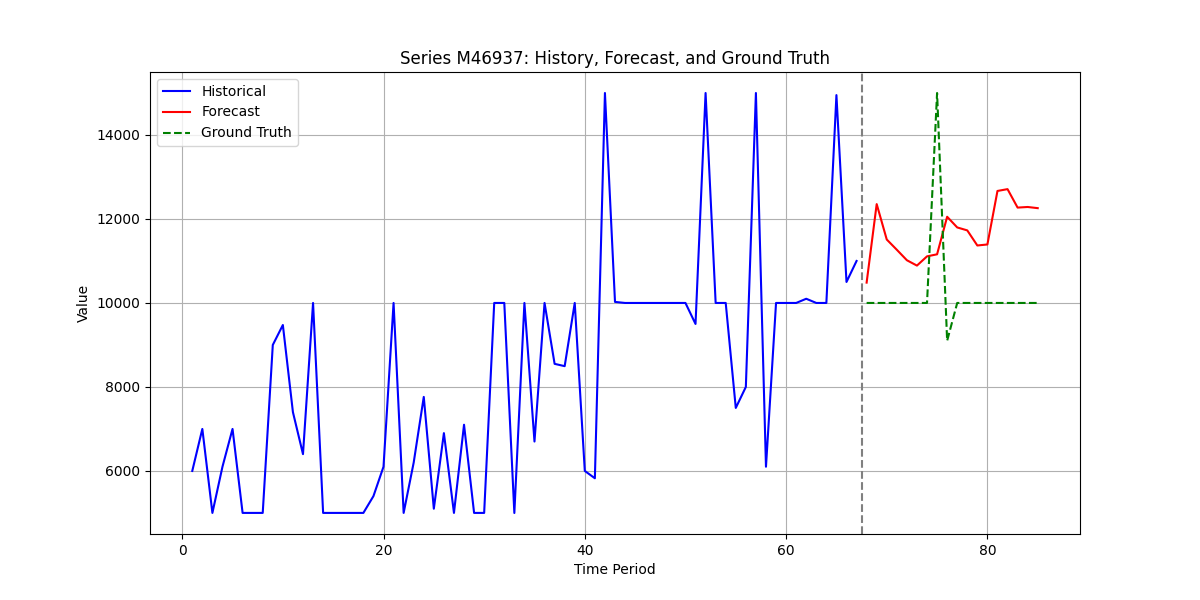 Series M46937: History, Forecast, and Ground Truth
Historical
Forecast
Ground Truth
14000
12000
10000
8000
6000
Value
0 20 40 60 80
Time Period